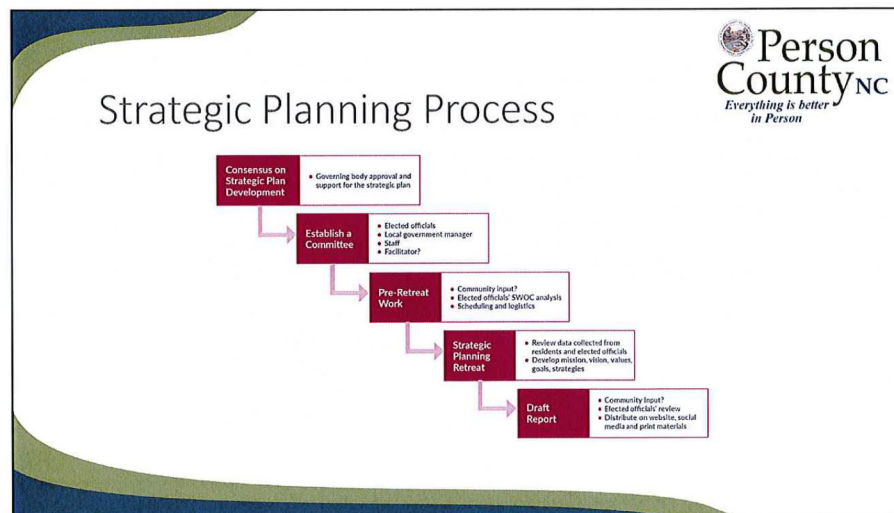 Person
County NC
Everything is better
in Person
Strategic Planning Process
Consensus on
Strategic Plan
Development
• Governing body approval and
support for the strategic plan
Establish a
Committee
• Elected officials
• Local government manager
• Staff
• Facilitator?
Pre-Retreat
Work
• Community input?
• Elected officials' SWOC analysis
• Scheduling and logistics
Strategic
Planning
Retreat
• Review data collected from
residents and elected officials
• Develop mission, vision, values,
goals, strategies
Draft
Report
• Community Input?
• Elected officials' review
• Distribute on website, social
media and print materials